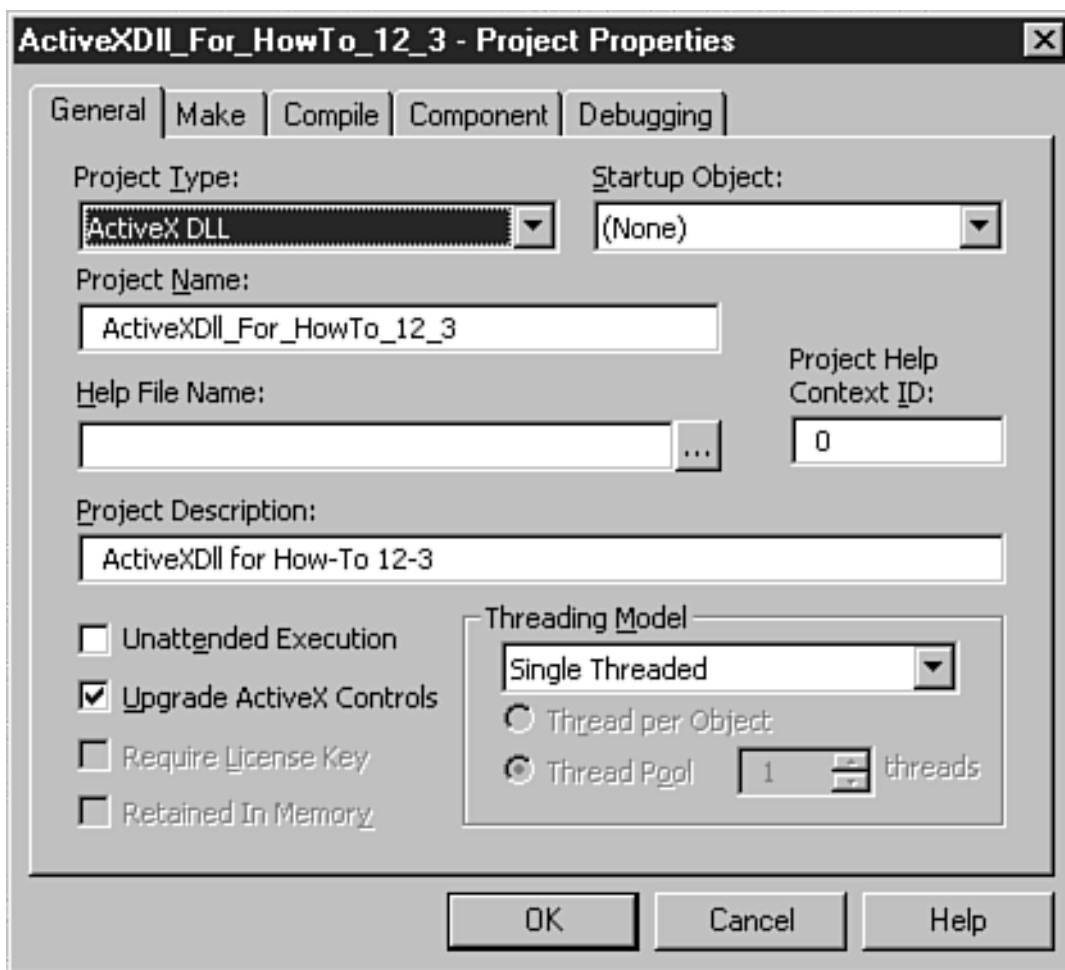 ActiveXDll_For_HowTo_12_3 - Project Properties
General Make Compile Component Debugging
Project Type:
ActiveX DLL
Startup Object:
(None)
Project Name:
ActiveXDll_For_HowTo_12_3
Help File Name:
...
Project Help
Context ID:
0
Project Description:
ActiveXDll for How-To 12-3
Unattended Execution
Upgrade ActiveX Controls
Require License Key
Retained In Memory
Threading Model
Single Threaded
Thread per Object
Thread Pool 1 threads
OK Cancel Help